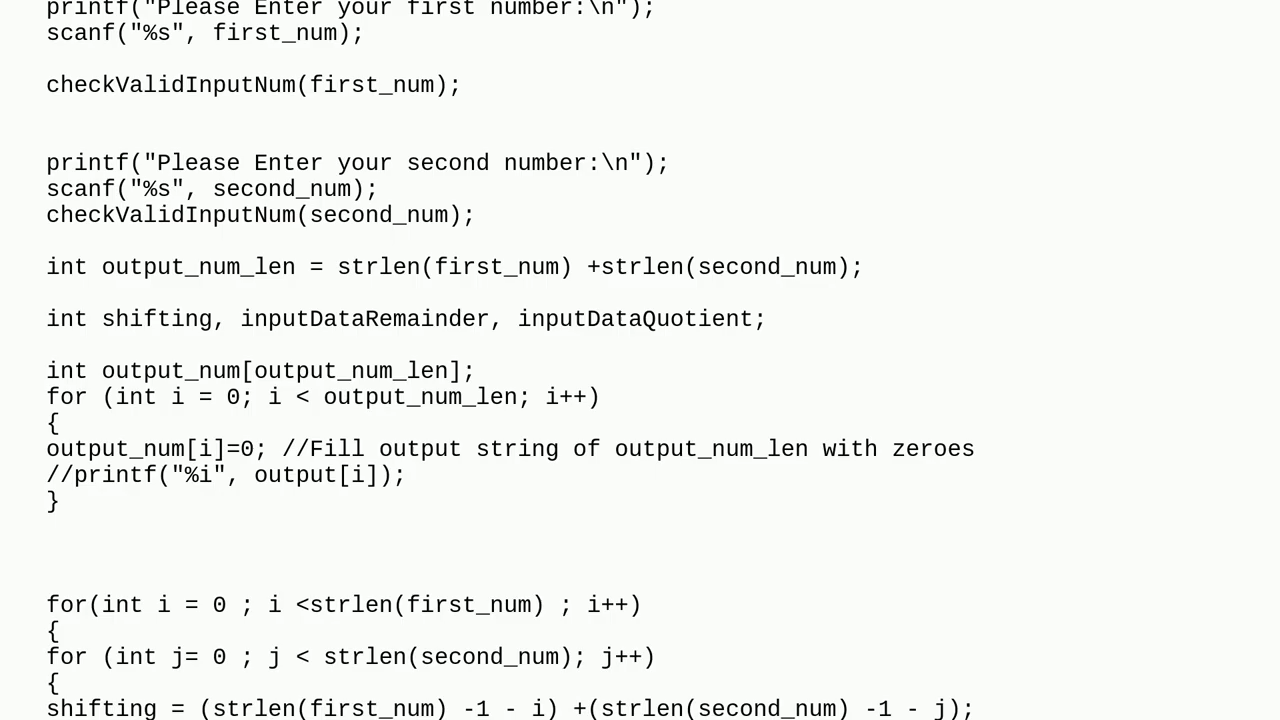 printf("Please Enter your first number:\n");
scanf("%s", first_num);
checkValidInputNum(first_num);
printf("Please Enter your second number:\n");
scanf("%s", second_num);
checkValidInputNum(second_num);
int output_num_len = strlen(first_num) +strlen(second_num);
int shifting, inputDataRemainder, inputDataQuotient;
int output_num[output_num_len];
for (int i = 0; i < output_num_len; i++)
{
output_num[i]=0; //Fill output string of output_num_len with zeroes
//printf("%i", output[i]);
}
for(int i = 0 ; i <strlen(first_num) ; i++)
{
for (int j= 0 ; j < strlen(second_num); j++)
{
shifting = (strlen(first_num) -1 - i) +(strlen(second_num) -1 - j);